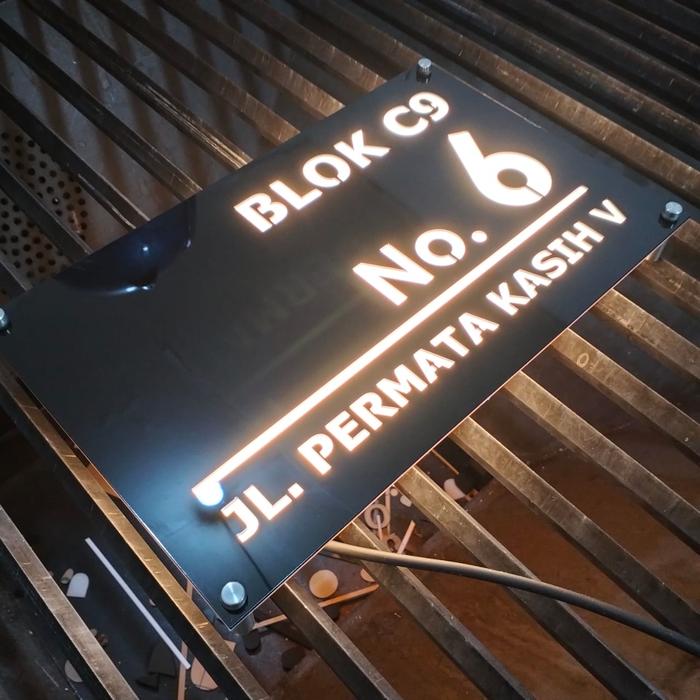 BLOK C9
No. 6
JL. PERMATA KASIH V